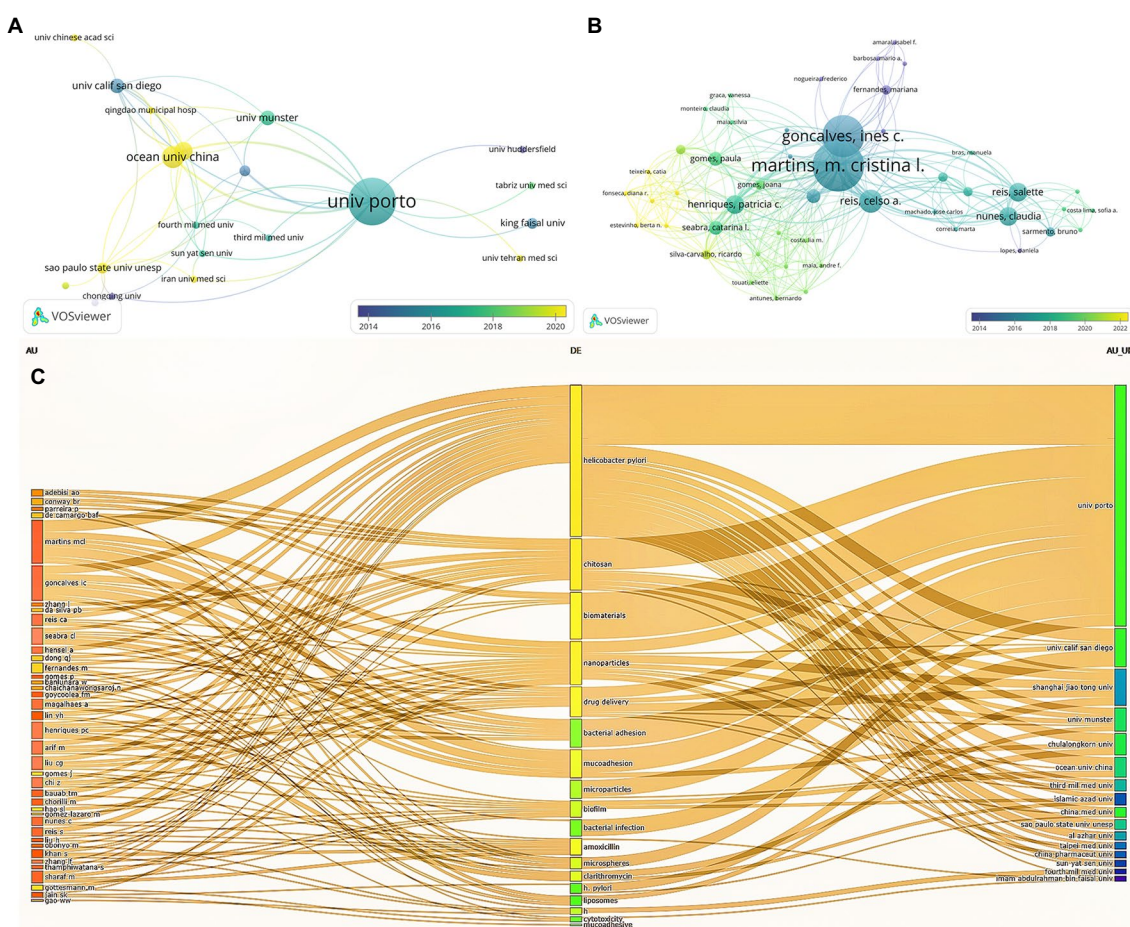 A
univ chinese acad sci
univ calif san diego
qingdao municipal hosp
univ munster
ocean univ china
univ huddersfield
univ porto
tabriz univ med sci
king faisal univ
fourth mil med univ
third mil med univ
sun yat sen univ
univ tehran med sci
sao paulo state univ unesp
iran univ med sci
chongqing univ
VOSviewer
2014 2016 2018 2020
B
amaral, isabel f.
barbosa, mario a.
nogueira, frederico
fernandes, mariana
graca, vanessa
monteiro, claudia
maia, silvia
goncalves, ines c.
gomes, paula
bras, manuela
martins, m. cristina l.
teixeira, catia
gomes, joana
fonseca, diana r.
reis, salette
henriques, patricia c.
reis, celso a.
machado, jose carlos
nunes, claudia
costa lima, sofia a.
estevinho, berta n.
seabra, catarina l.
correia, marta
sarmento, bruno
costa, lia m.
silva-carvalho, ricardo
lopes, daniela
maia, andre f.
touati, eliette
antunes, bernardo
VOSviewer
2014 2016 2018 2020 2022
AU
DE
AU_UN
C
adebisi ao
conway br
parreira p
de camargo baf
martins mcl
goncalves ic
zhang l
da silva pb
reis ca
seabra cl
hensel a
dong qj
fernandes m
gomes p
banlunara w
chaichanawongsaroj n
goycoolea fm
magalhaes a
lin yh
henriques pc
arif m
liu cg
gomes j
chi z
bauab tm
chorilli m
hao sl
gomez-lazaro m
nunes c
reis s
liu h
obonyo m
khan s
zhang lf
thamphiwatana s
sharaf m
gottesmann m
jain sk
gao ww
helicobacter pylori
chitosan
biomaterials
nanoparticles
drug delivery
bacterial adhesion
mucoadhesion
microparticles
biofilm
bacterial infection
amoxicillin
microspheres
clarithromycin
h. pylori
liposomes
h
cytotoxicity
mucoadhesive
univ porto
univ calif san diego
shanghai jiao tong univ
univ munster
chulalongkorn univ
ocean univ china
third mil med univ
islamic azad univ
china med univ
sao paulo state univ unesp
al azhar univ
taipei med univ
china pharmaceut univ
sun yat sen univ
fourth mil med univ
imam abdulrahman bin faisal univ